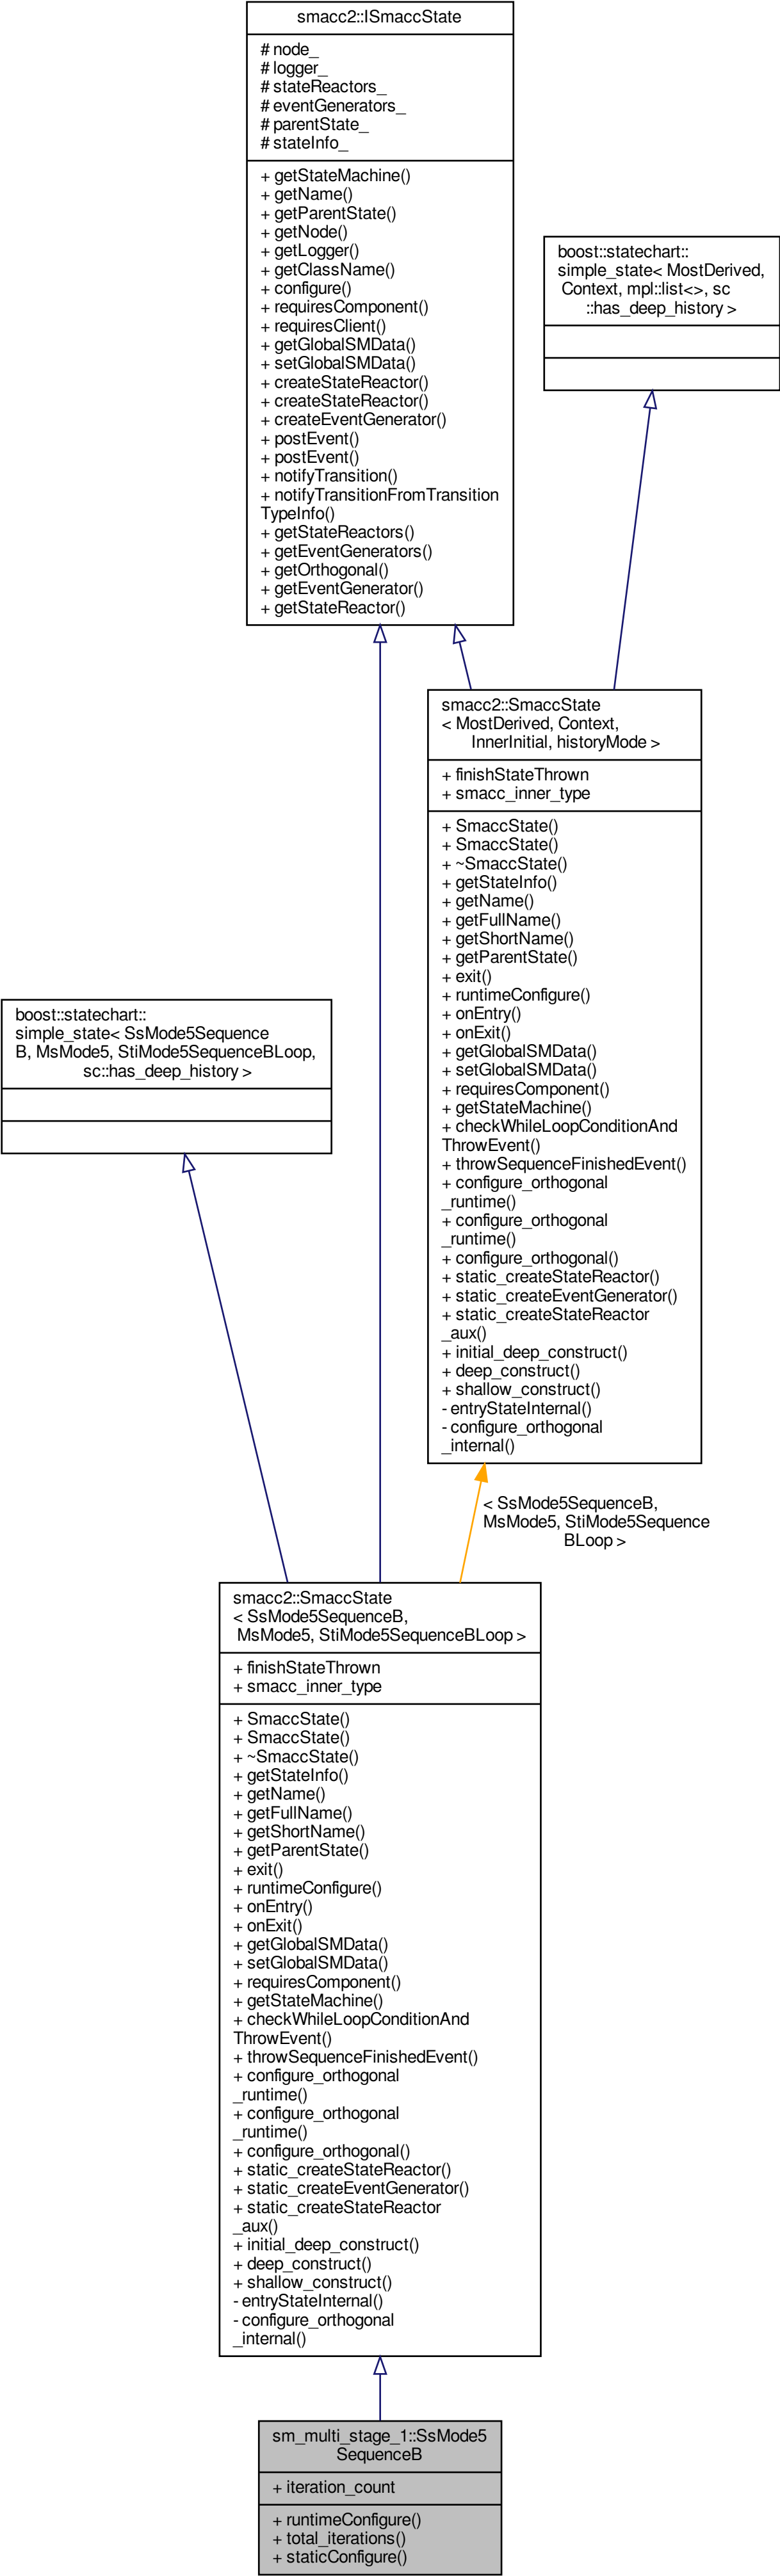 smacc2::ISmaccState
# node_
# logger_
# stateReactors_
# eventGenerators_
# parentState_
# stateInfo_
+ getStateMachine()
+ getName()
+ getParentState()
+ getNode()
+ getLogger()
+ getClassName()
+ configure()
+ requiresComponent()
+ requiresClient()
+ getGlobalSMData()
+ setGlobalSMData()
+ createStateReactor()
+ createStateReactor()
+ createEventGenerator()
+ postEvent()
+ postEvent()
+ notifyTransition()
+ notifyTransitionFromTransition
TypeInfo()
+ getStateReactors()
+ getEventGenerators()
+ getOrthogonal()
+ getEventGenerator()
+ getStateReactor()
boost::statechart::
simple_state< MostDerived,
Context, mpl::list<>, sc
::has_deep_history >
smacc2::SmaccState
< MostDerived, Context,
InnerInitial, historyMode >
+ finishStateThrown
+ smacc_inner_type
+ SmaccState()
+ SmaccState()
+ ~SmaccState()
+ getStateInfo()
+ getName()
+ getFullName()
+ getShortName()
+ getParentState()
+ exit()
+ runtimeConfigure()
+ onEntry()
+ onExit()
+ getGlobalSMData()
+ setGlobalSMData()
+ requiresComponent()
+ getStateMachine()
+ checkWhileLoopConditionAnd
ThrowEvent()
+ throwSequenceFinishedEvent()
+ configure_orthogonal
_runtime()
+ configure_orthogonal
_runtime()
+ configure_orthogonal()
+ static_createStateReactor()
+ static_createEventGenerator()
+ static_createStateReactor
_aux()
+ initial_deep_construct()
+ deep_construct()
+ shallow_construct()
- entryStateInternal()
- configure_orthogonal
_internal()
boost::statechart::
simple_state< SsMode5Sequence
B, MsMode5, StiMode5SequenceBLoop,
sc::has_deep_history >
< SsMode5SequenceB,
MsMode5, StiMode5Sequence
BLoop >
smacc2::SmaccState
< SsMode5SequenceB,
MsMode5, StiMode5SequenceBLoop >
+ finishStateThrown
+ smacc_inner_type
+ SmaccState()
+ SmaccState()
+ ~SmaccState()
+ getStateInfo()
+ getName()
+ getFullName()
+ getShortName()
+ getParentState()
+ exit()
+ runtimeConfigure()
+ onEntry()
+ onExit()
+ getGlobalSMData()
+ setGlobalSMData()
+ requiresComponent()
+ getStateMachine()
+ checkWhileLoopConditionAnd
ThrowEvent()
+ throwSequenceFinishedEvent()
+ configure_orthogonal
_runtime()
+ configure_orthogonal
_runtime()
+ configure_orthogonal()
+ static_createStateReactor()
+ static_createEventGenerator()
+ static_createStateReactor
_aux()
+ initial_deep_construct()
+ deep_construct()
+ shallow_construct()
- entryStateInternal()
- configure_orthogonal
_internal()
sm_multi_stage_1::SsMode5
SequenceB
+ iteration_count
+ runtimeConfigure()
+ total_iterations()
+ staticConfigure()